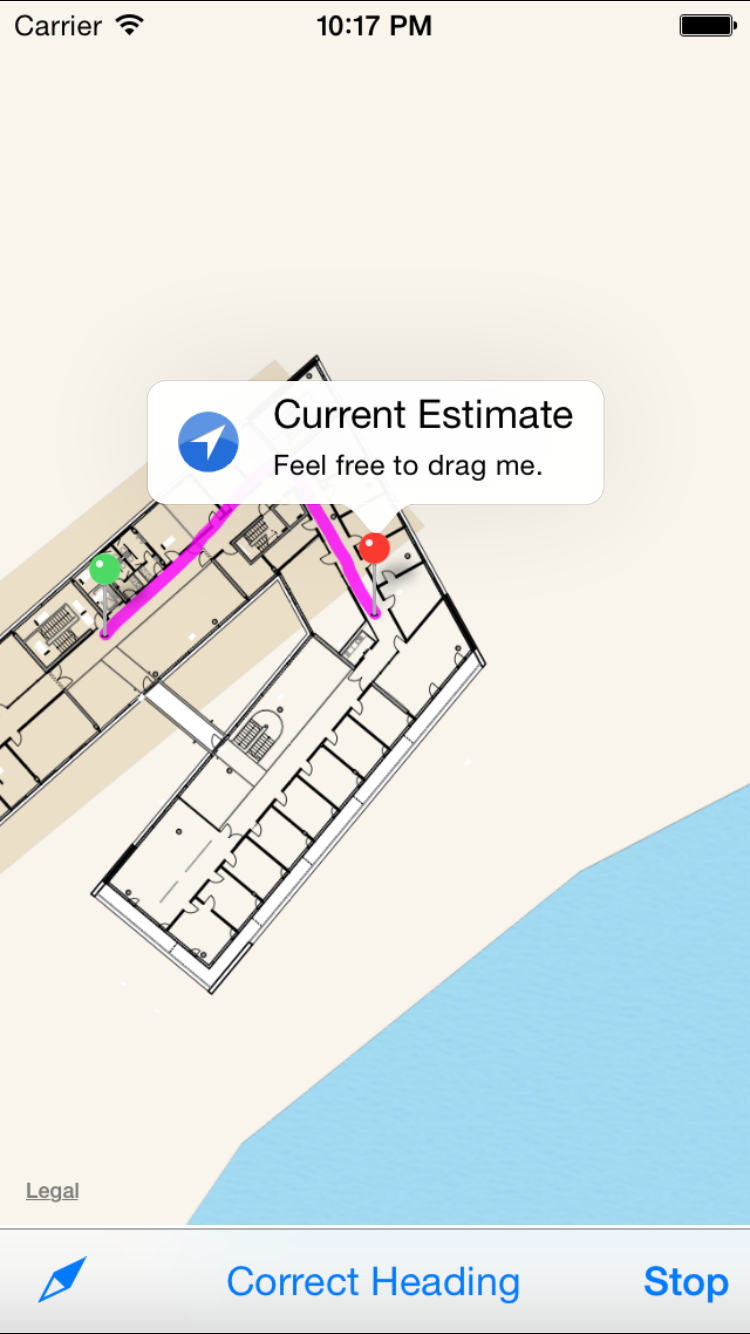 Carrier 10:17 PM
Current Estimate
Feel free to drag me.
Legal
Correct Heading Stop